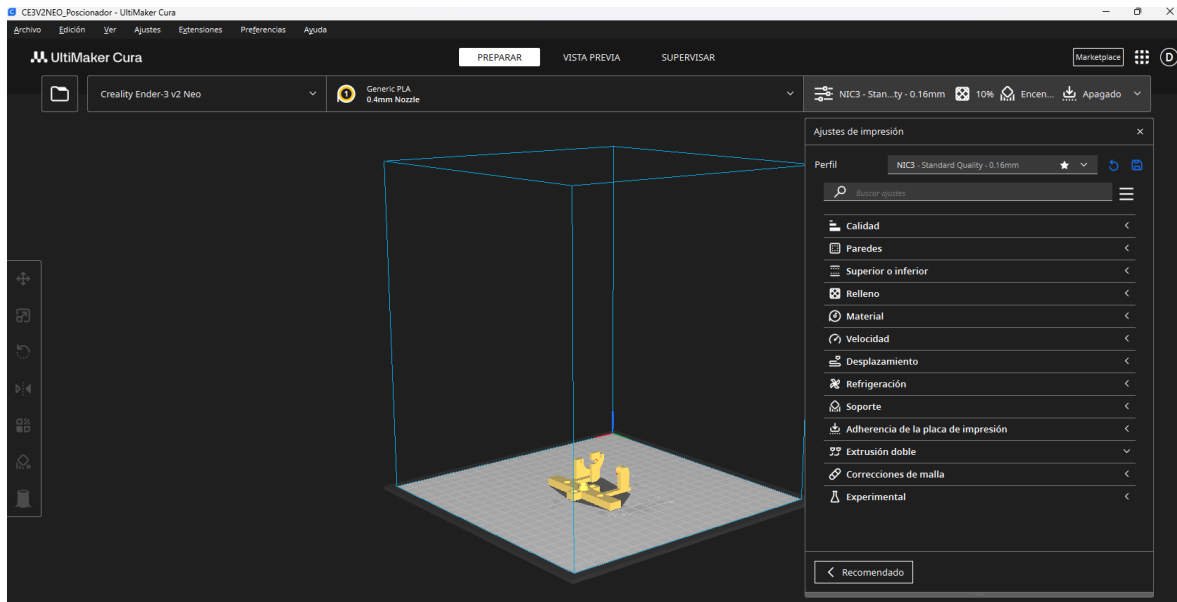 CE3V2NEO_Poscionador - UltiMaker Cura
Archivo Edición Ver Ajustes Extensiones Preferencias Ayuda
UltiMaker Cura PREPARAR VISTA PREVIA SUPERVISAR Marketplace D
Creality Ender-3 v2 Neo
1
Generic PLA
0.4mm Nozzle
NIC3 - Stan...ty - 0.16mm 10% Encen... Apagado
Ajustes de impresión
Perfil NIC3 - Standard Quality - 0.16mm
Buscar ajustes
Calidad
Paredes
Superior o inferior
Relleno
Material
Velocidad
Desplazamiento
Refrigeración
Soporte
Adherencia de la placa de impresión
Extrusión doble
Correcciones de malla
Experimental
Recomendado